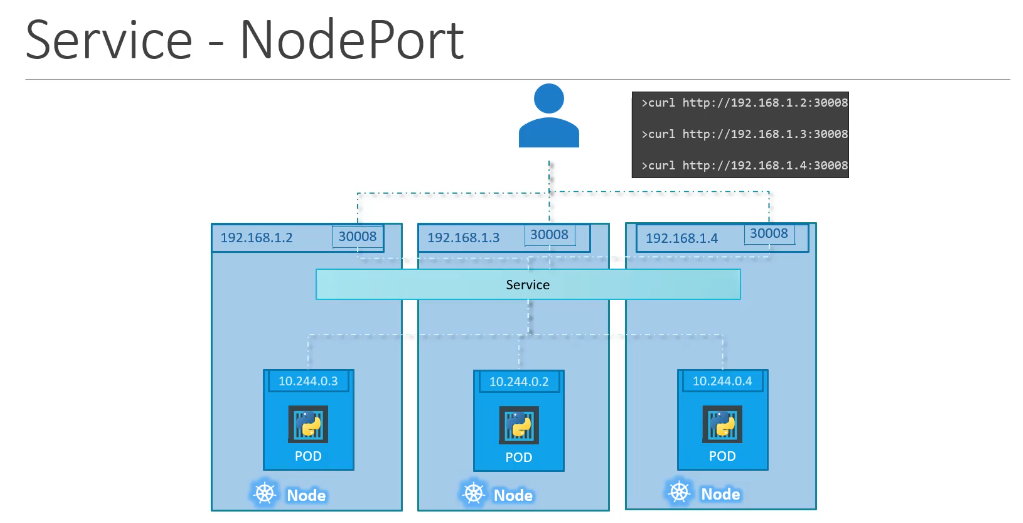 Service - NodePort
>curl http://192.168.1.2:30008
>curl http://192.168.1.3:30008
>curl http://192.168.1.4:30008
192.168.1.2
30008
192.168.1.3
30008
192.168.1.4
30008
Service
10.244.0.3
10.244.0.2
10.244.0.4
POD
POD
POD
Node
Node
Node